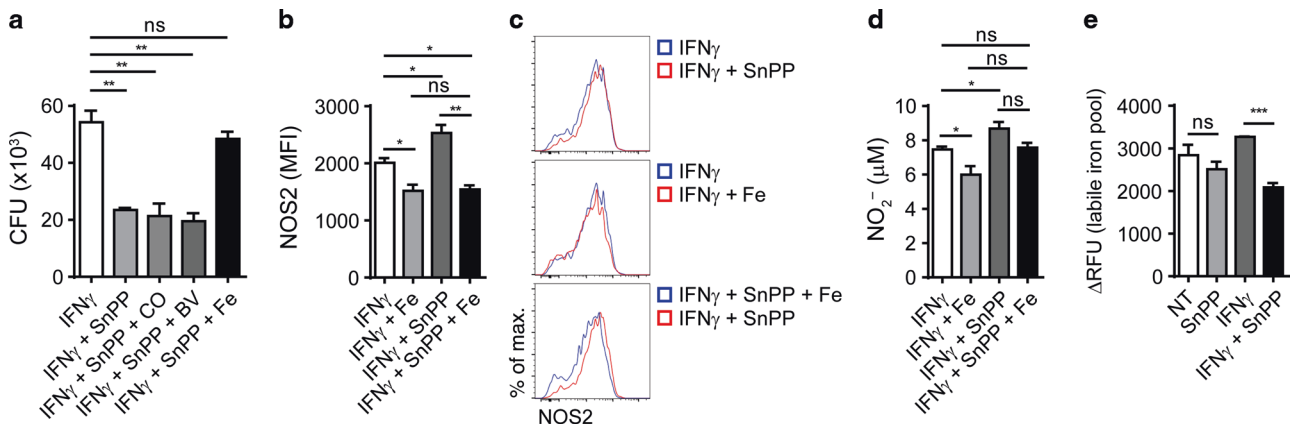 a
ns
**
**
**
CFU (x10³)
60
40
20
0
IFNγ
IFNγ + SnPP
IFNγ + SnPP + CO
IFNγ + SnPP + BV
IFNγ + SnPP + Fe
b
*
*
ns
**
*
NOS2 (MFI)
3000
2000
1000
0
IFNγ
IFNγ + Fe
IFNγ + SnPP
IFNγ + SnPP + Fe
c
IFNγ
IFNγ + SnPP
IFNγ
IFNγ + Fe
IFNγ + SnPP + Fe
IFNγ + SnPP
% of max.
NOS2
d
ns
ns
*
ns
*
NO₂⁻ (μM)
10
8
6
4
2
0
IFNγ
IFNγ + Fe
IFNγ + SnPP
IFNγ + SnPP + Fe
e
ns
***
ΔRFU (labile iron pool)
4000
3000
2000
1000
0
NT
SnPP
IFNγ
IFNγ + SnPP